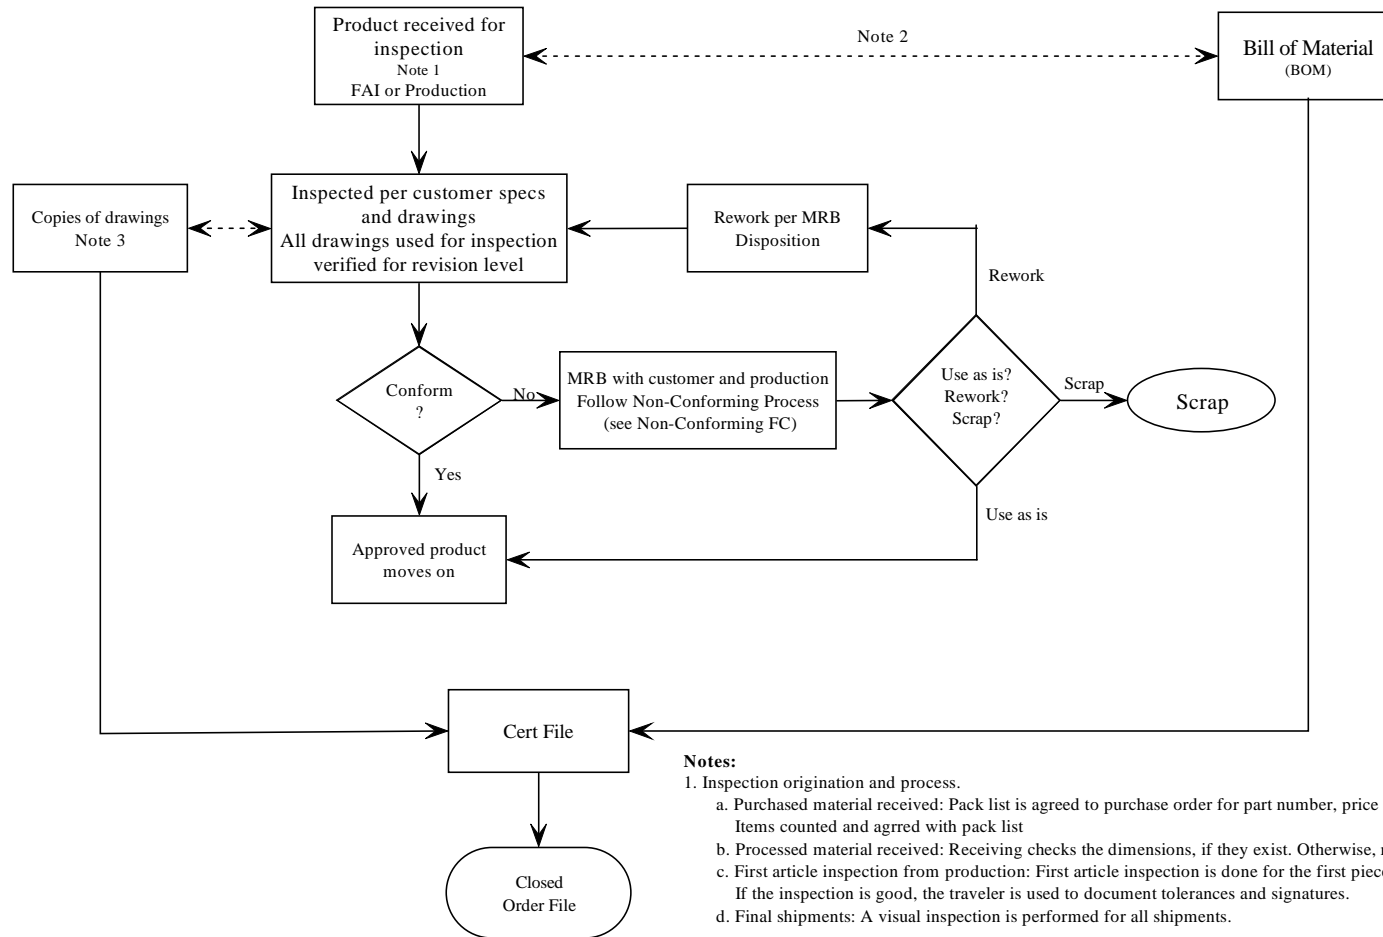 Product received for
inspection
Note 1
FAI or Production
Note 2
Bill of Material
(BOM)
Copies of drawings
Note 3
Inspected per customer specs
and drawings
All drawings used for inspection
verified for revision level
Rework per MRB
Disposition
Rework
Conform
?
No
MRB with customer and production
Follow Non-Conforming Process
(see Non-Conforming FC)
Use as is?
Rework?
Scrap?
Scrap
Scrap
Yes
Use as is
Approved product
moves on
Cert File
Closed
Order File
Notes:
1. Inspection origination and process.
a. Purchased material received: Pack list is agreed to purchase order for part number, price
Items counted and agrred with pack list
b. Processed material received: Receiving checks the dimensions, if they exist. Otherwise,
c. First article inspection from production: First article inspection is done for the first piece
If the inspection is good, the traveler is used to document tolerances and signatures.
d. Final shipments: A visual inspection is performed for all shipments.